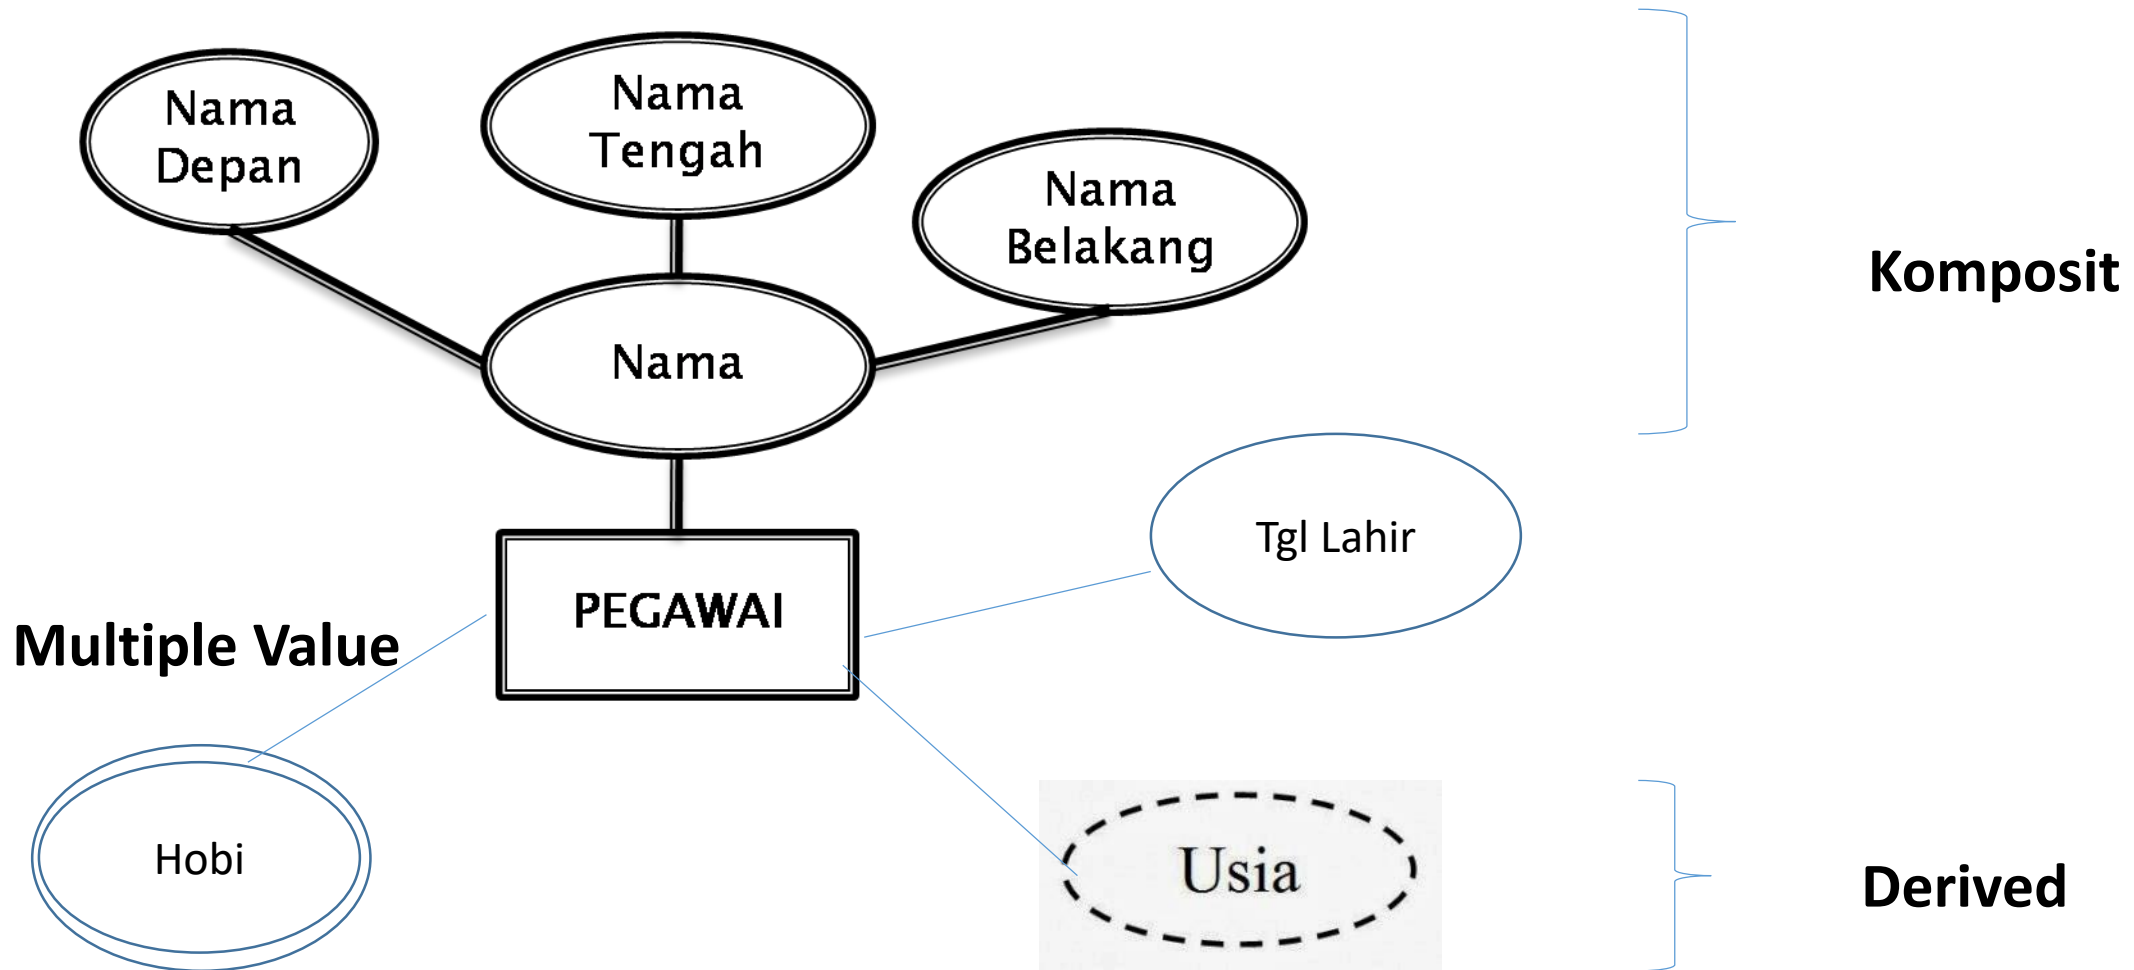 Nama
Depan
Nama
Tengah
Nama
Belakang
Komposit
Nama
Tgl Lahir
PEGAWAI
Multiple Value
Hobi
Usia
Derived